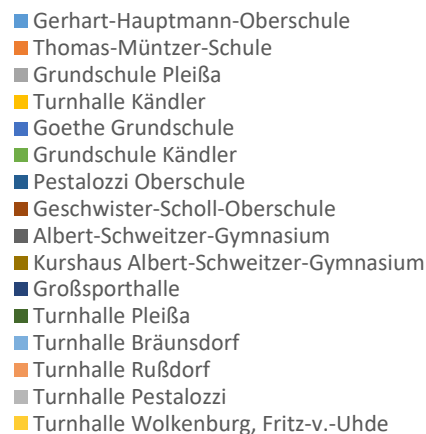 Gerhart-Hauptmann-Oberschule
Thomas-Müntzer-Schule
Grundschule Pleißa
Turnhalle Kändler
Goethe Grundschule
Grundschule Kändler
Pestalozzi Oberschule
Geschwister-Scholl-Oberschule
Albert-Schweitzer-Gymnasium
Kurshaus Albert-Schweitzer-Gymnasium
Großsporthalle
Turnhalle Pleißa
Turnhalle Bräunsdorf
Turnhalle Rußdorf
Turnhalle Pestalozzi
Turnhalle Wolkenburg, Fritz-v.-Uhde